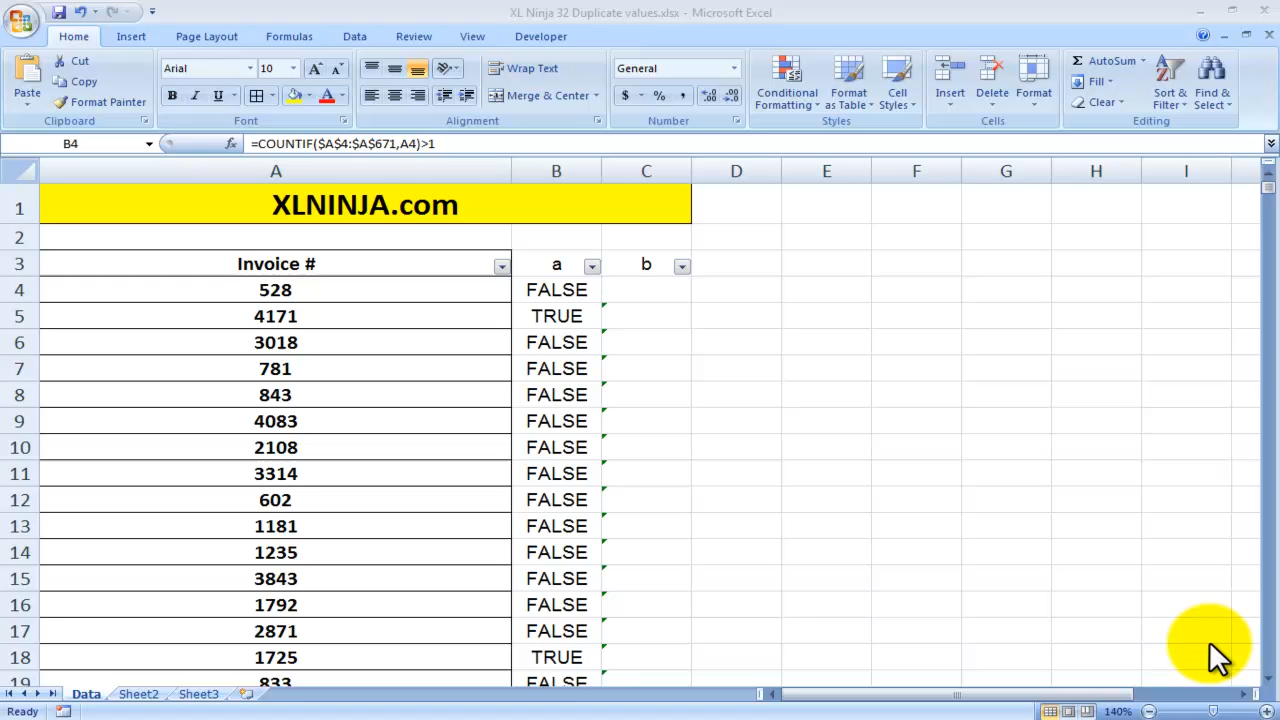 XL Ninja 32 Duplicate values.xlsx - Microsoft Excel
Home Insert Page Layout Formulas Data Review View Developer
Paste Cut Copy Format Painter
Arial 10
B I U
Wrap Text
Merge & Center
General
$ % ,
Conditional Formatting Format as Table Cell Styles
Insert Delete Format
AutoSum Fill Clear
Sort & Filter Find & Select
Clipboard Font Alignment Number Styles Cells Editing
B4 fx =COUNTIF($A$4:$A$671,A4)>1
A B C D E F G H I
1 XLNINJA.com
2
3 Invoice # a b
4 528 FALSE
5 4171 TRUE
6 3018 FALSE
7 781 FALSE
8 843 FALSE
9 4083 FALSE
10 2108 FALSE
11 3314 FALSE
12 602 FALSE
13 1181 FALSE
14 1235 FALSE
15 3843 FALSE
16 1792 FALSE
17 2871 FALSE
18 1725 TRUE
19 833 FALSE
Data Sheet2 Sheet3
Ready 140%